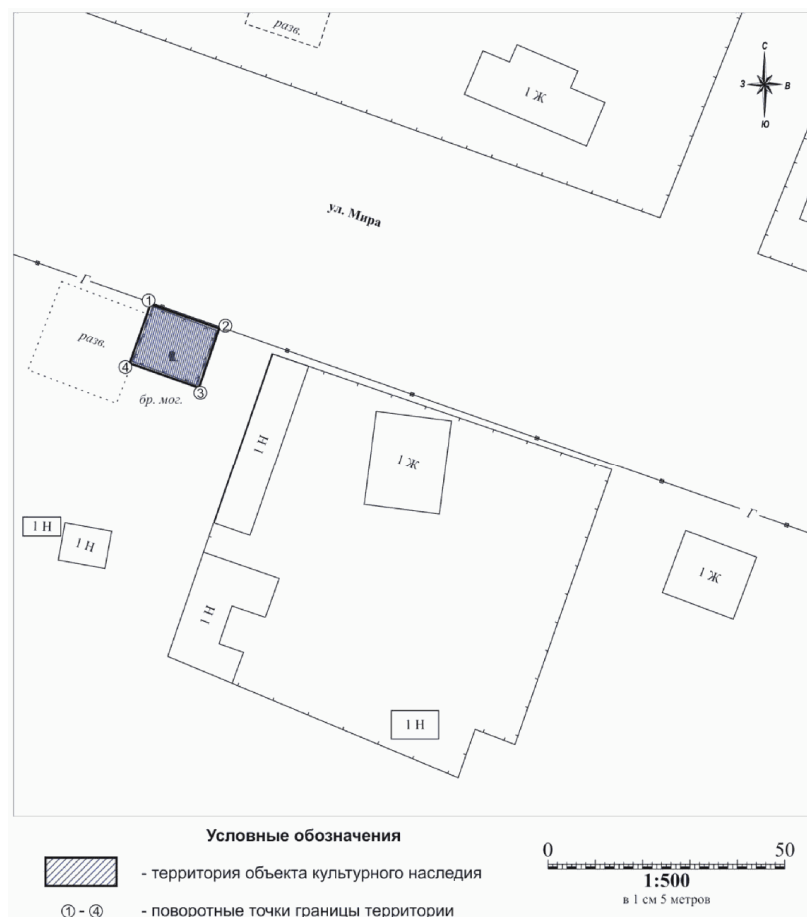 разв.
1 Ж
С
З
В
Ю
ул. Мира
Г
1
2
разв.
4
3
бр. мог.
1 Н
1 Ж
1 Н
1 Н
Г
1 Ж
1 Н
1 Н
Условные обозначения
- территория объекта культурного наследия
①-④ - поворотные точки границы территории
0 50
1:500
в 1 см 5 метров